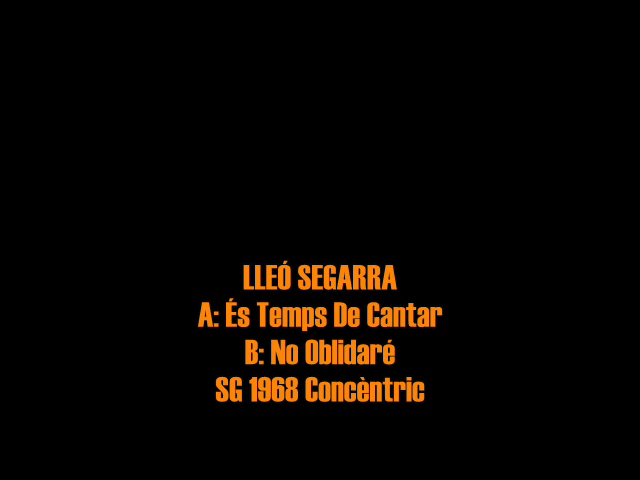 LLEÓ SEGARRA
A: És Temps De Cantar
B: No Oblidaré
SG 1968 Concèntric